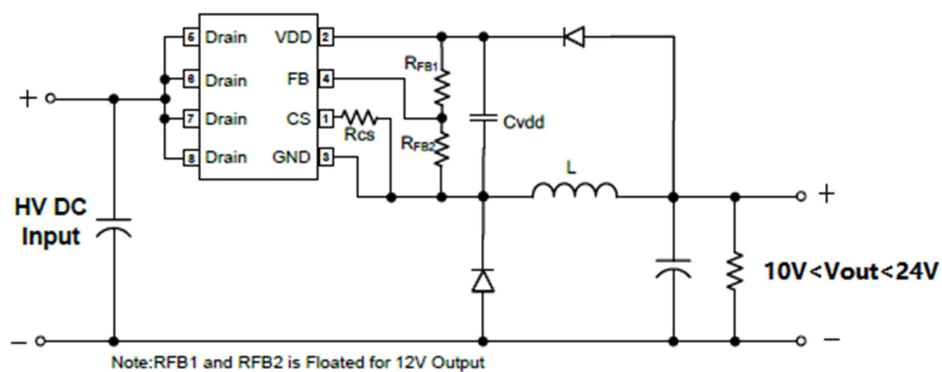 5 Drain VDD 2
6 Drain FB 4
7 Drain CS 1
8 Drain GND 3
RFB1
RFB2
Rcs
Cvdd
L
+
+
HV DC
Input
10V<Vout<24V
−
−
Note:RFB1 and RFB2 is Floated for 12V Output